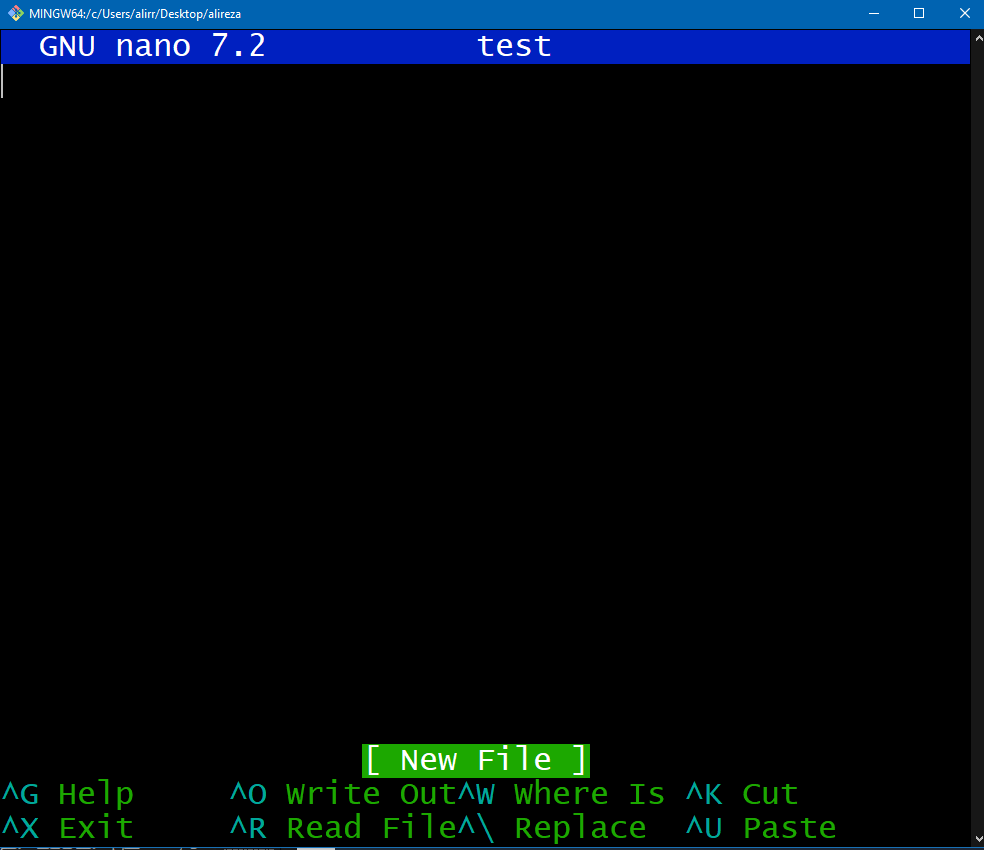 MINGW64:/c/Users/alirr/Desktop/alireza
GNU nano 7.2 test
[ New File ]
^G Help ^O Write Out^W Where Is ^K Cut
^X Exit ^R Read File^\ Replace ^U Paste